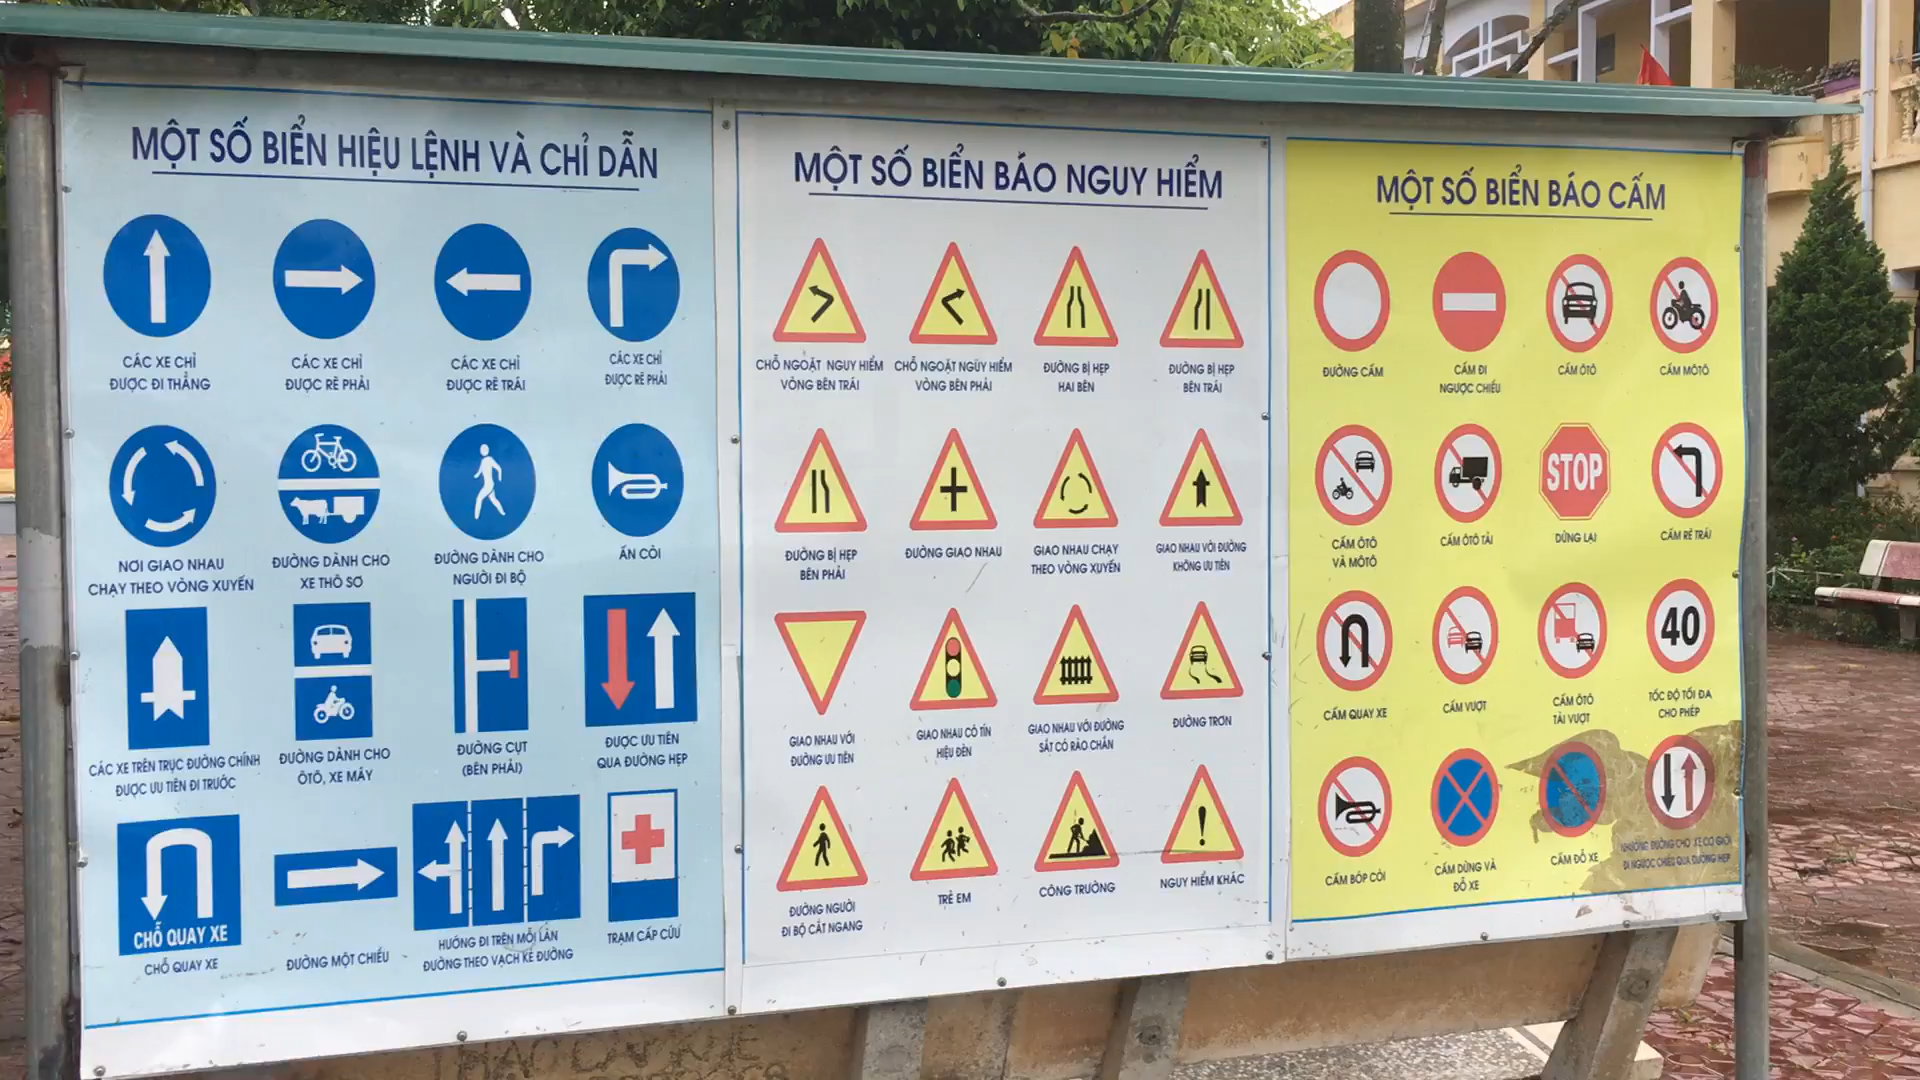 MỘT SỐ BIỂN HIỆU LỆNH VÀ CHỈ DẪN
CÁC XE CHỈ
ĐƯỢC ĐI THẲNG
CÁC XE CHỈ
ĐƯỢC RẼ PHẢI
CÁC XE CHỈ
ĐƯỢC RẼ TRÁI
CÁC XE CHỈ
ĐƯỢC RẼ PHẢI
NƠI GIAO NHAU
CHẠY THEO VÒNG XUYẾN
ĐƯỜNG DÀNH CHO
XE THÔ SƠ
ĐƯỜNG DÀNH CHO
NGƯỜI ĐI BỘ
ẤN CÒI
CÁC XE TRÊN TRỤC ĐƯỜNG CHÍNH
ĐƯỢC ƯU TIÊN ĐI TRƯỚC
ĐƯỜNG DÀNH CHO
ÔTÔ, XE MÁY
ĐƯỜNG CỤT
(BÊN PHẢI)
ĐƯỢC ƯU TIÊN
QUA ĐƯỜNG HẸP
CHỖ QUAY XE
CHỖ QUAY XE
ĐƯỜNG MỘT CHIỀU
HƯỚNG ĐI TRÊN MỖI LÀN
ĐƯỜNG THEO VẠCH KẺ ĐƯỜNG
TRẠM CẤP CỨU
MỘT SỐ BIỂN BÁO NGUY HIỂM
CHỖ NGOẶT NGUY HIỂM
VÒNG BÊN TRÁI
CHỖ NGOẶT NGUY HIỂM
VÒNG BÊN PHẢI
ĐƯỜNG BỊ HẸP
HAI BÊN
ĐƯỜNG BỊ HẸP
BÊN TRÁI
ĐƯỜNG BỊ HẸP
BÊN PHẢI
ĐƯỜNG GIAO NHAU
GIAO NHAU CHẠY
THEO VÒNG XUYẾN
GIAO NHAU VỚI ĐƯỜNG
KHÔNG ƯU TIÊN
GIAO NHAU VỚI
ĐƯỜNG ƯU TIÊN
GIAO NHAU CÓ TÍN
HIỆU ĐÈN
GIAO NHAU VỚI ĐƯỜNG
SẮT CÓ RÀO CHẮN
ĐƯỜNG TRƠN
ĐƯỜNG NGƯỜI
ĐI BỘ CẮT NGANG
TRẺ EM
CÔNG TRƯỜNG
NGUY HIỂM KHÁC
MỘT SỐ BIỂN BÁO CẤM
ĐƯỜNG CẤM
CẤM ĐI
NGƯỢC CHIỀU
CẤM ÔTÔ
CẤM MÔTÔ
CẤM ÔTÔ
VÀ MÔTÔ
CẤM ÔTÔ TẢI
STOP
DỪNG LẠI
CẤM RẼ TRÁI
CẤM QUAY XE
CẤM VƯỢT
CẤM ÔTÔ
TẢI VƯỢT
40
TỐC ĐỘ TỐI ĐA
CHO PHÉP
CẤM BÓP CÒI
CẤM DỪNG VÀ
ĐỖ XE
CẤM ĐỖ XE
NHƯỜNG ĐƯỜNG CHO XE CƠ GIỚI
ĐI NGƯỢC CHIỀU QUA ĐƯỜNG HẸP